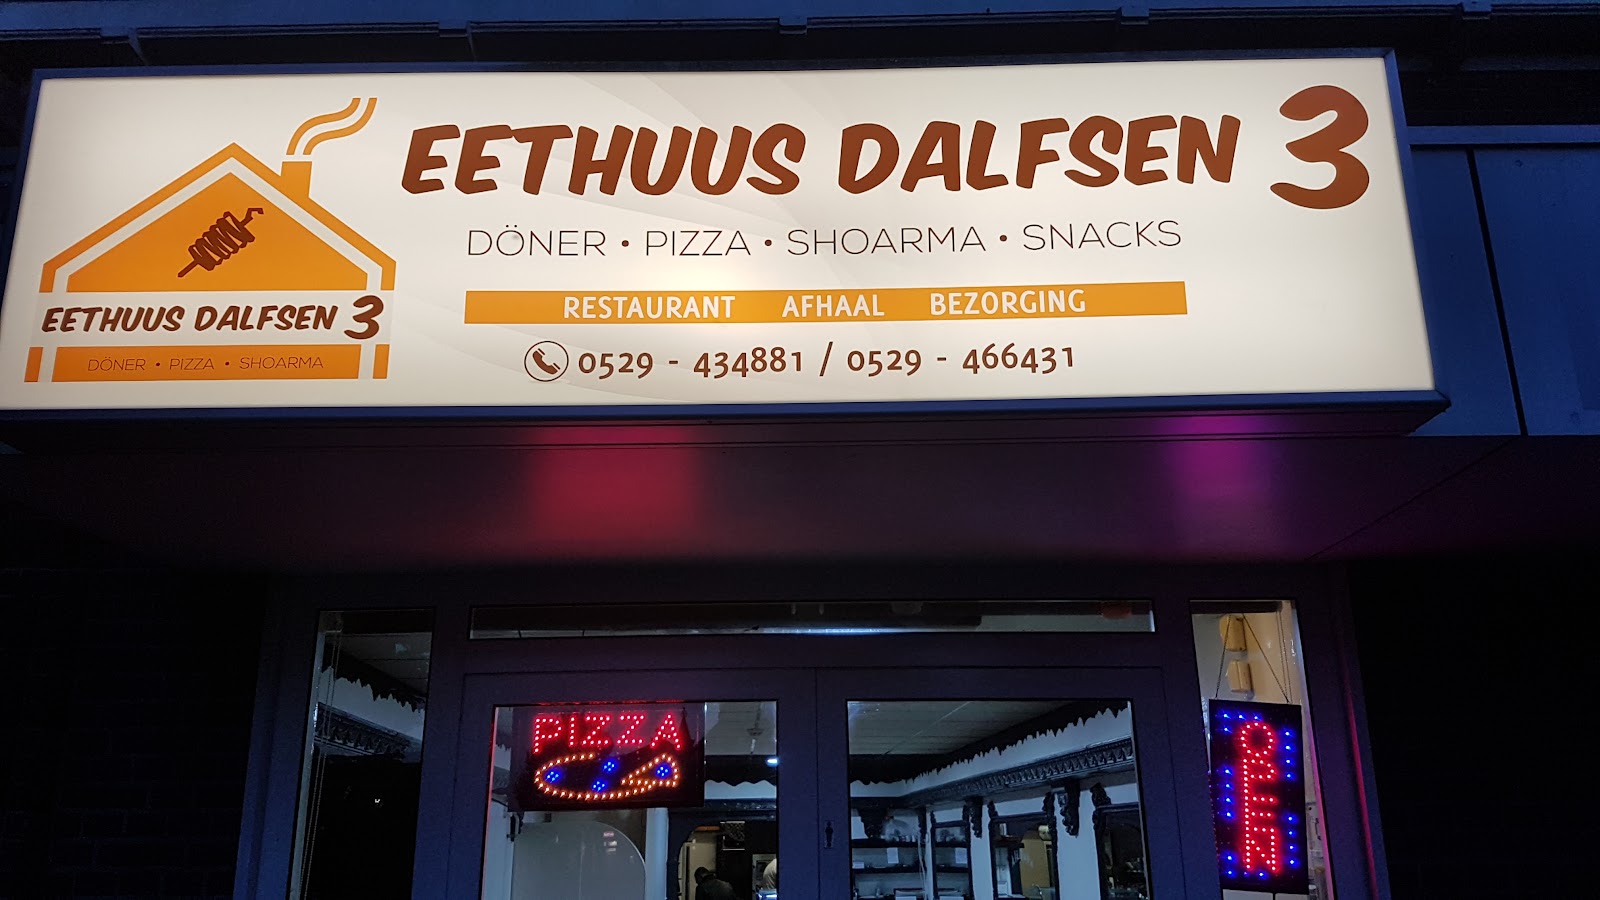 EETHUUS DALFSEN 3
DÖNER • PIZZA • SHOARMA • SNACKS
RESTAURANT AFHAAL BEZORGING
0529 - 434881 / 0529 - 466431
EETHUUS DALFSEN 3
DÖNER • PIZZA • SHOARMA
PIZZA
OPEN